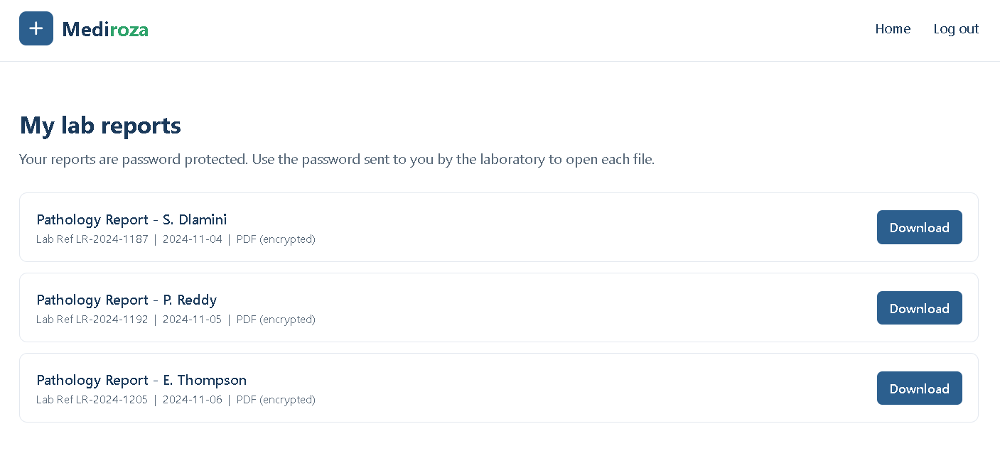 + Mediroza
Home Log out
My lab reports
Your reports are password protected. Use the password sent to you by the laboratory to open each file.
Pathology Report - S. Dlamini
Lab Ref LR-2024-1187 | 2024-11-04 | PDF (encrypted)
Download
Pathology Report - P. Reddy
Lab Ref LR-2024-1192 | 2024-11-05 | PDF (encrypted)
Download
Pathology Report - E. Thompson
Lab Ref LR-2024-1205 | 2024-11-06 | PDF (encrypted)
Download